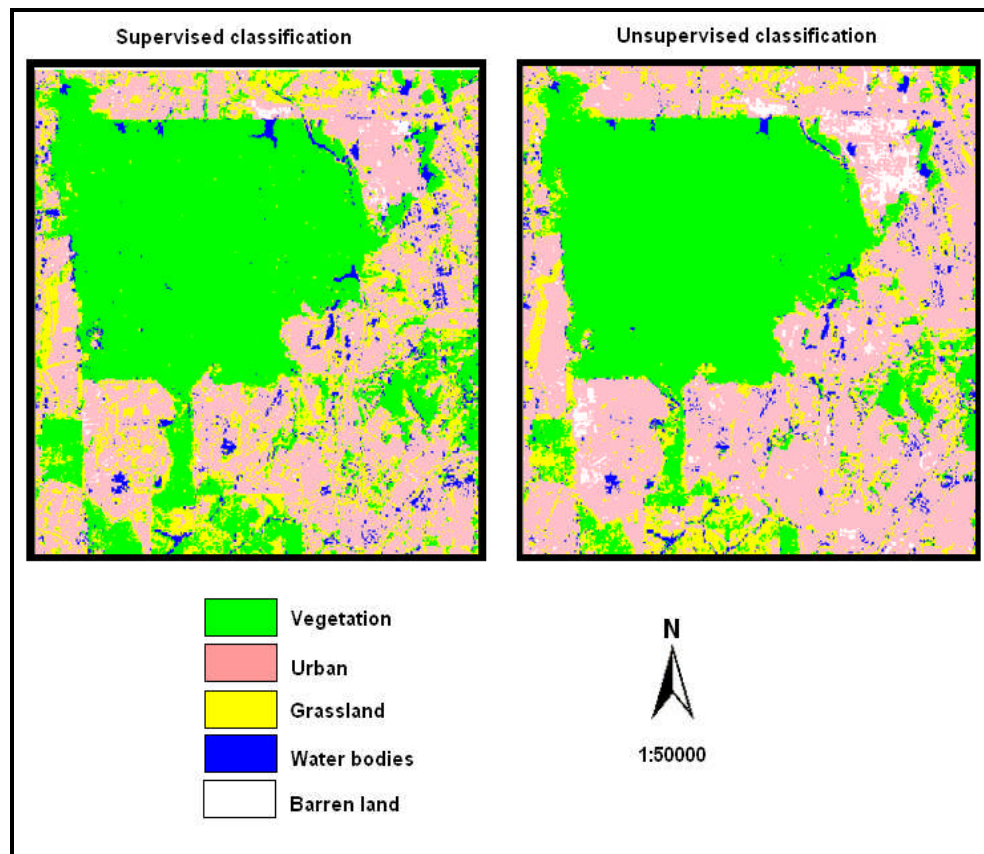 Supervised classification
Unsupervised classification
Vegetation
Urban
Grassland
Water bodies
Barren land
N
1:50000